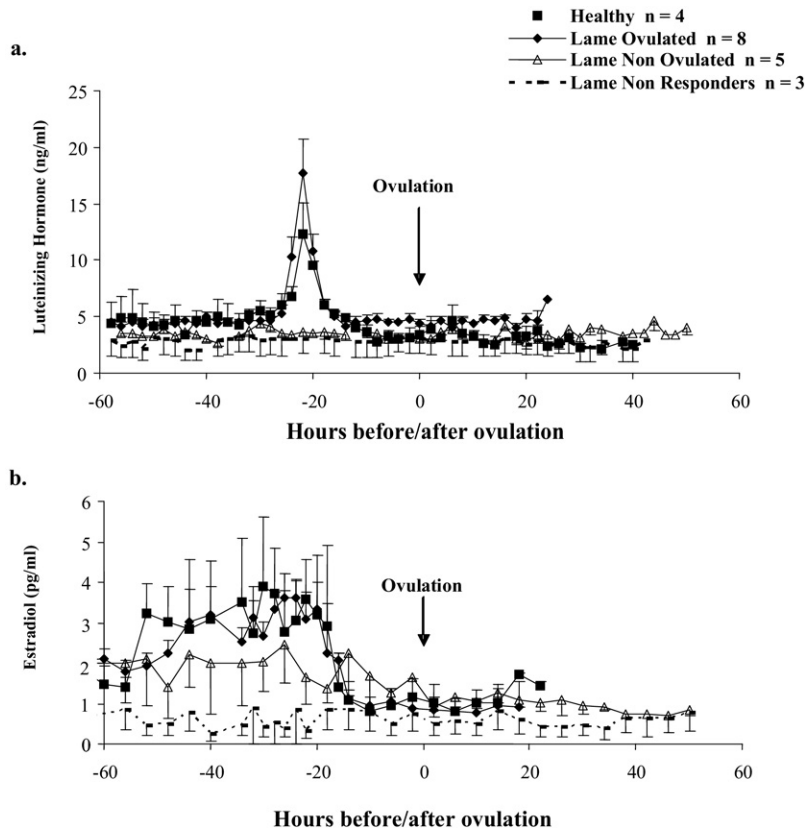 Healthy n = 4
Lame Ovulated n = 8
Lame Non Ovulated n = 5
Lame Non Responders n = 3
a.
Luteinizing Hormone (ng/ml)
25
20
15
10
5
0
Ovulation
-60 -40 -20 0 20 40 60
Hours before/after ovulation
b.
Estradiol (pg/ml)
6
5
4
3
2
1
0
Ovulation
-60 -40 -20 0 20 40 60
Hours before/after ovulation